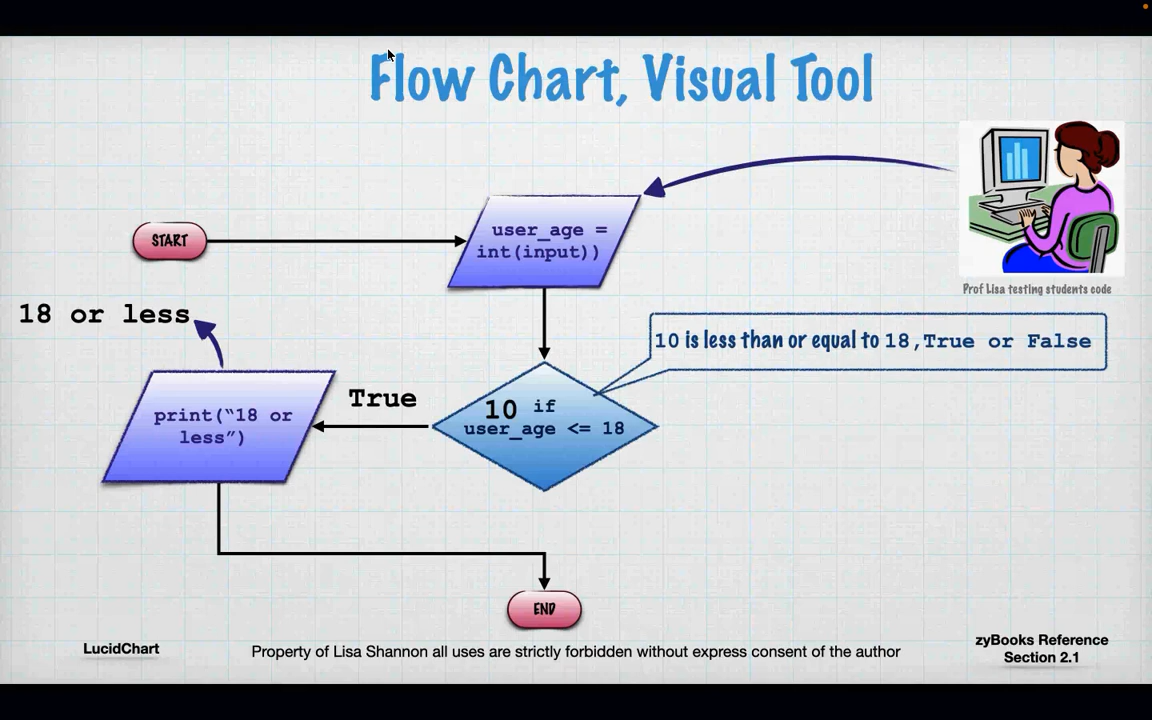 Flow Chart, Visual Tool
START
user_age =
int(input))
Prof Lisa testing students code
18 or less
10 is less than or equal to 18,True or False
True
10 if
user_age <= 18
print(“18 or
less”)
END
LucidChart
Property of Lisa Shannon all uses are strictly forbidden without express consent of the author
zyBooks Reference
Section 2.1